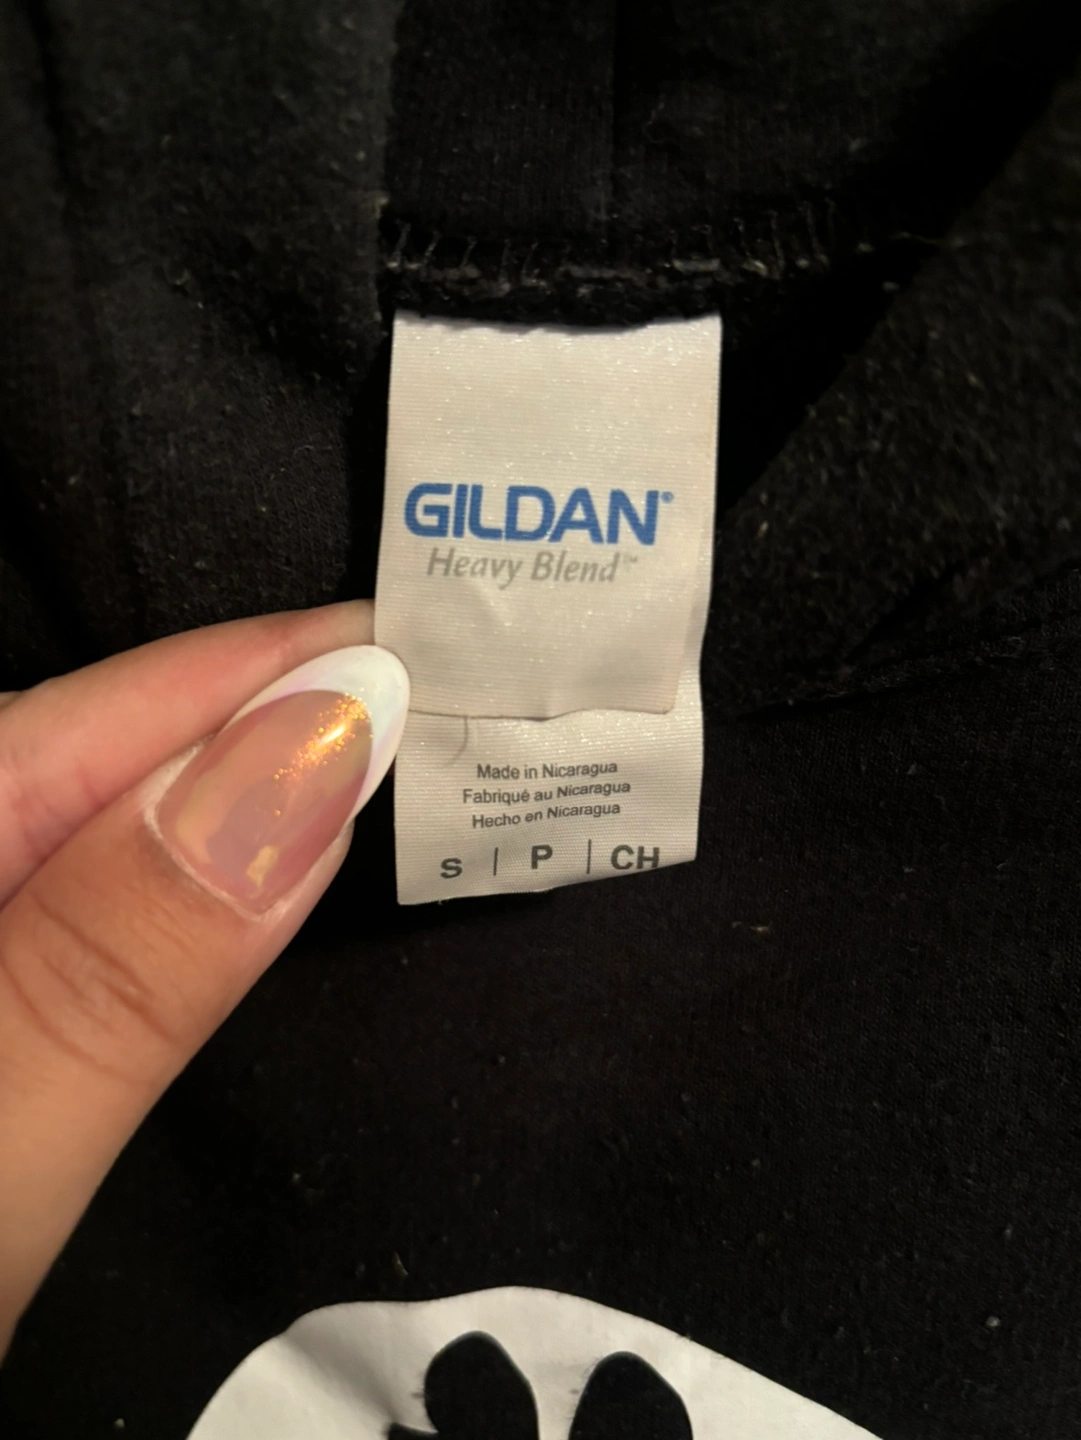 GILDAN®
Heavy Blend™
Made in Nicaragua
Fabriqué au Nicaragua
Hecho en Nicaragua
S | P | CH